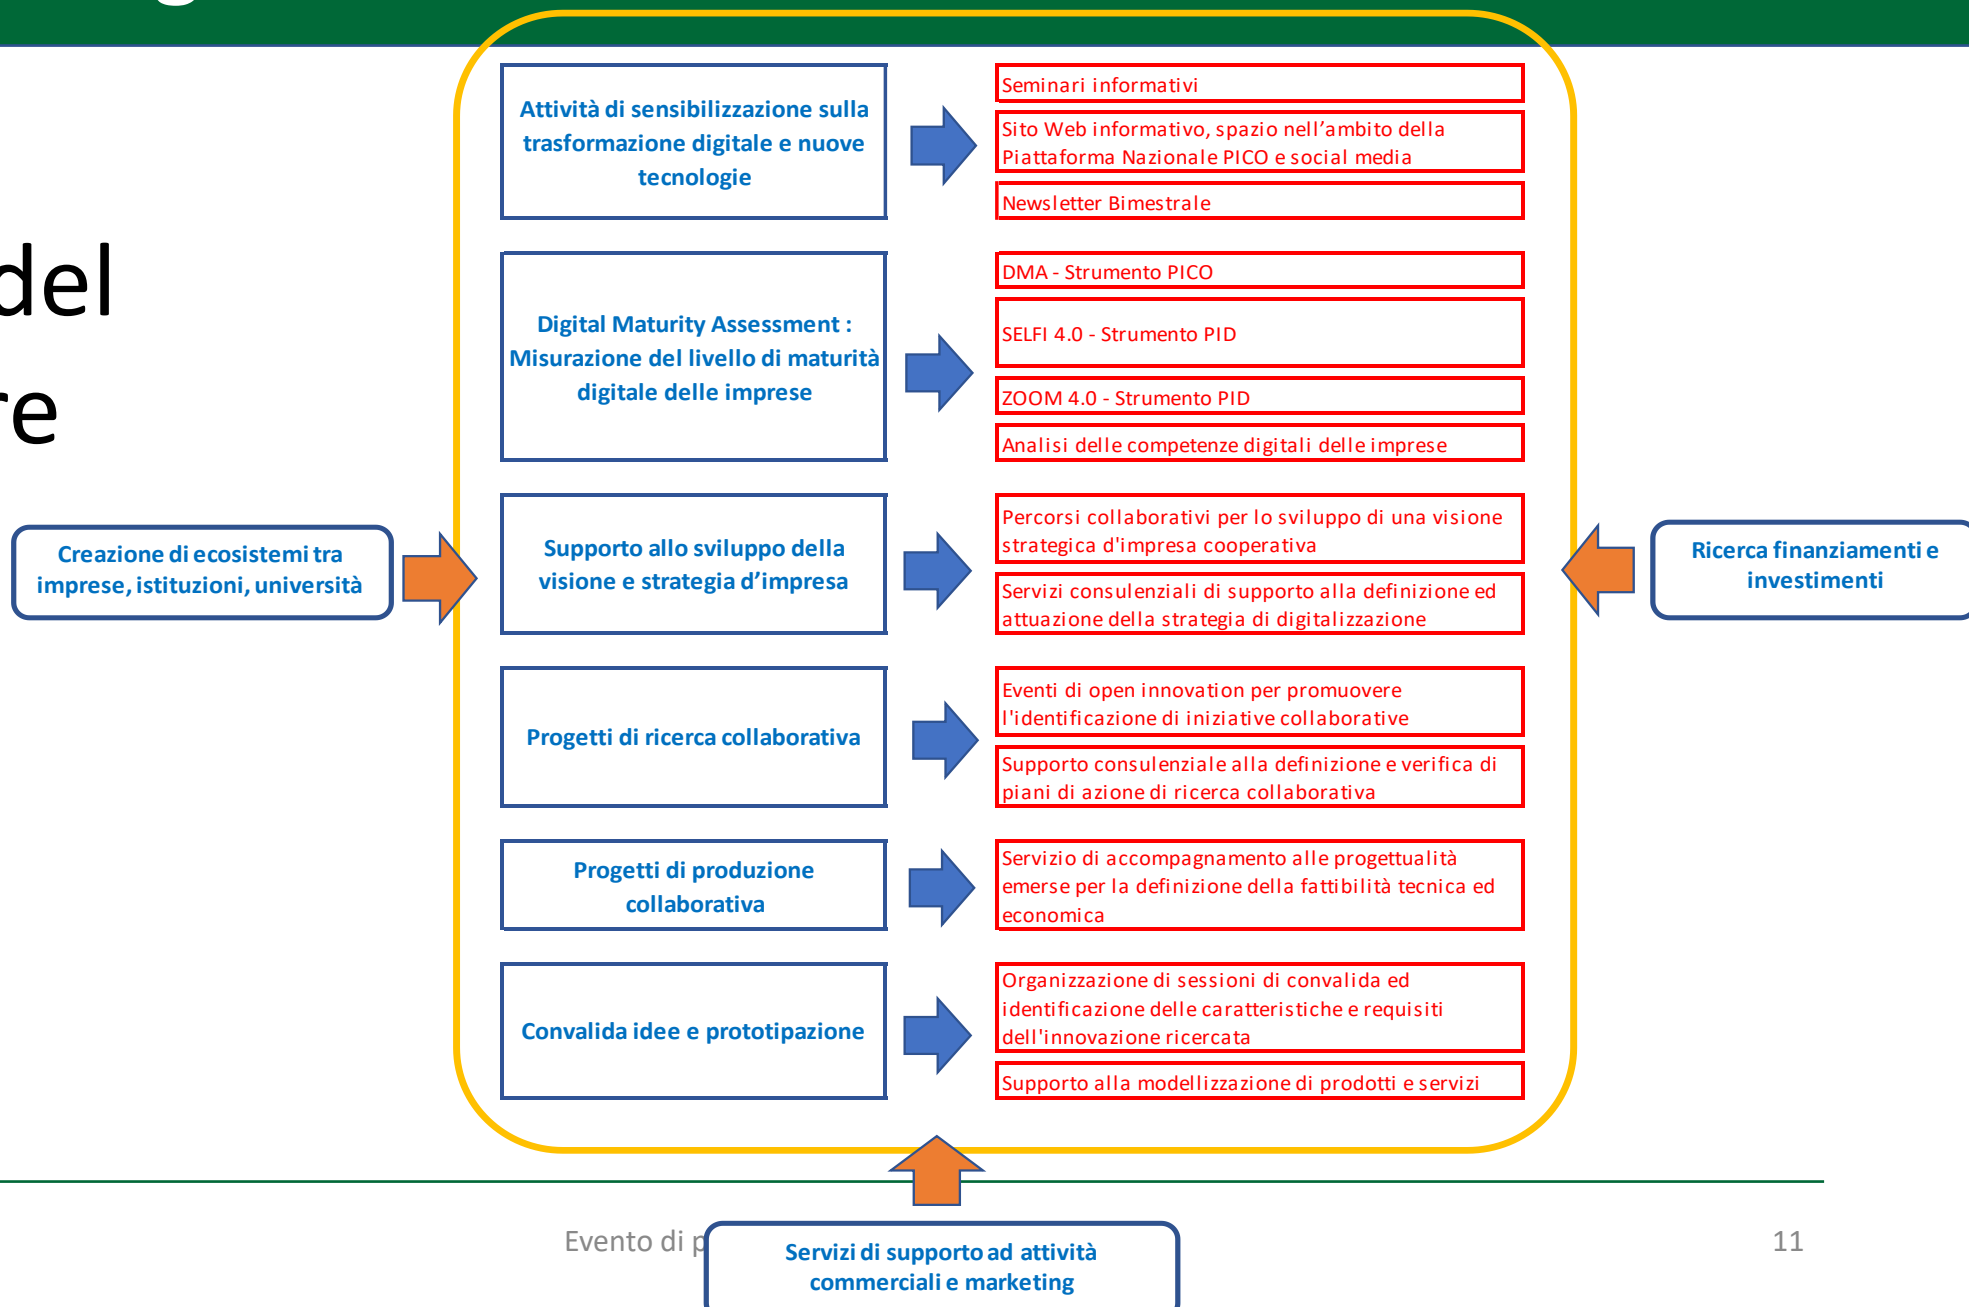 del
re
Attività di sensibilizzazione sulla
trasformazione digitale e nuove
tecnologie
Seminari informativi
Sito Web informativo, spazio nell'ambito della
Piattaforma Nazionale PICO e social media
Newsletter Bimestrale
Digital Maturity Assessment :
Misurazione del livello di maturità
digitale delle imprese
DMA - Strumento PICO
SELFI 4.0 - Strumento PID
ZOOM 4.0 - Strumento PID
Analisi delle competenze digitali delle imprese
Creazione di ecosistemi tra
imprese, istituzioni, università
Supporto allo sviluppo della
visione e strategia d'impresa
Percorsi collaborativi per lo sviluppo di una visione
strategica d'impresa cooperativa
Servizi consulenziali di supporto alla definizione ed
attuazione della strategia di digitalizzazione
Ricerca finanziamenti e
investimenti
Progetti di ricerca collaborativa
Eventi di open innovation per promuovere
l'identificazione di iniziative collaborative
Supporto consulenziale alla definizione e verifica di
piani di azione di ricerca collaborativa
Progetti di produzione
collaborativa
Servizio di accompagnamento alle progettualità
emerse per la definizione della fattibilità tecnica ed
economica
Convalida idee e prototipazione
Organizzazione di sessioni di convalida ed
identificazione delle caratteristiche e requisiti
dell'innovazione ricercata
Supporto alla modellizzazione di prodotti e servizi
Evento di p
Servizi di supporto ad attività
commerciali e marketing
11